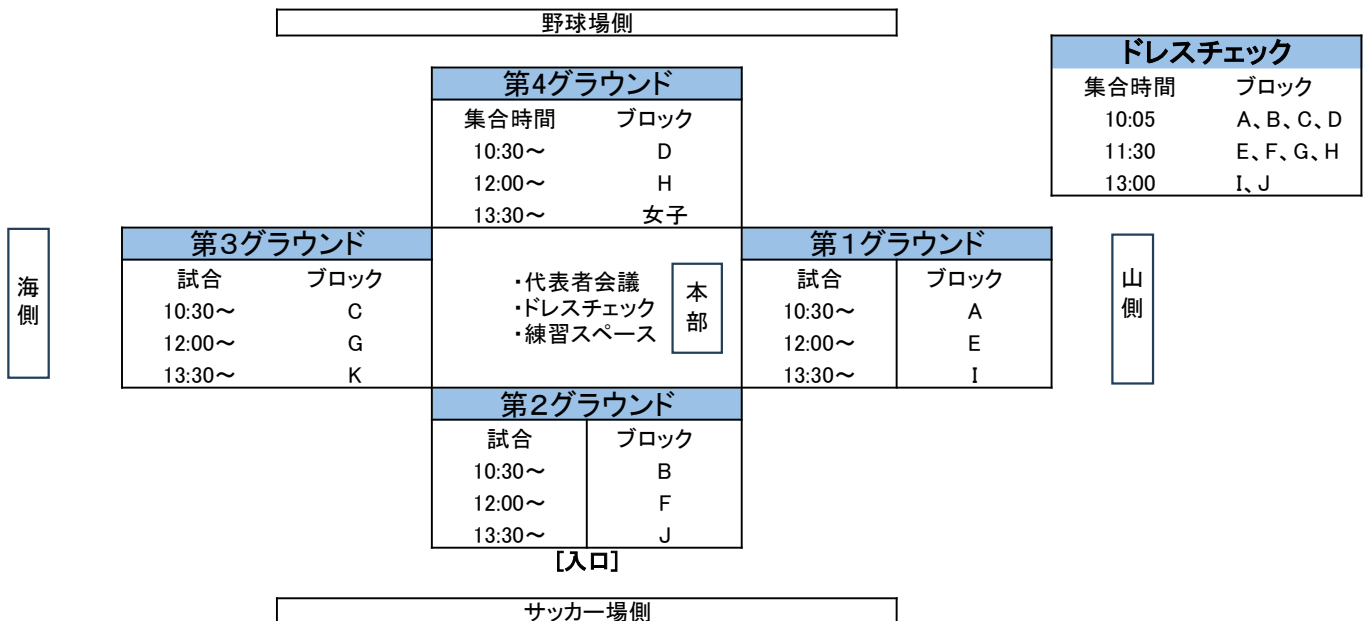 野球場側
ドレスチェック
集合時間 ブロック
10:05 A、B、C、D
11:30 E、F、G、H
13:00 I、J
第4グラウンド
集合時間 ブロック
10:30～ D
12:00～ H
13:30～ 女子
海側
第3グラウンド
試合 ブロック
10:30～ C
12:00～ G
13:30～ K
・代表者会議
・ドレスチェック
・練習スペース
本部
第1グラウンド
試合 ブロック
10:30～ A
12:00～ E
13:30～ I
山側
第2グラウンド
試合 ブロック
10:30～ B
12:00～ F
13:30～ J
[入口]
サッカー場側